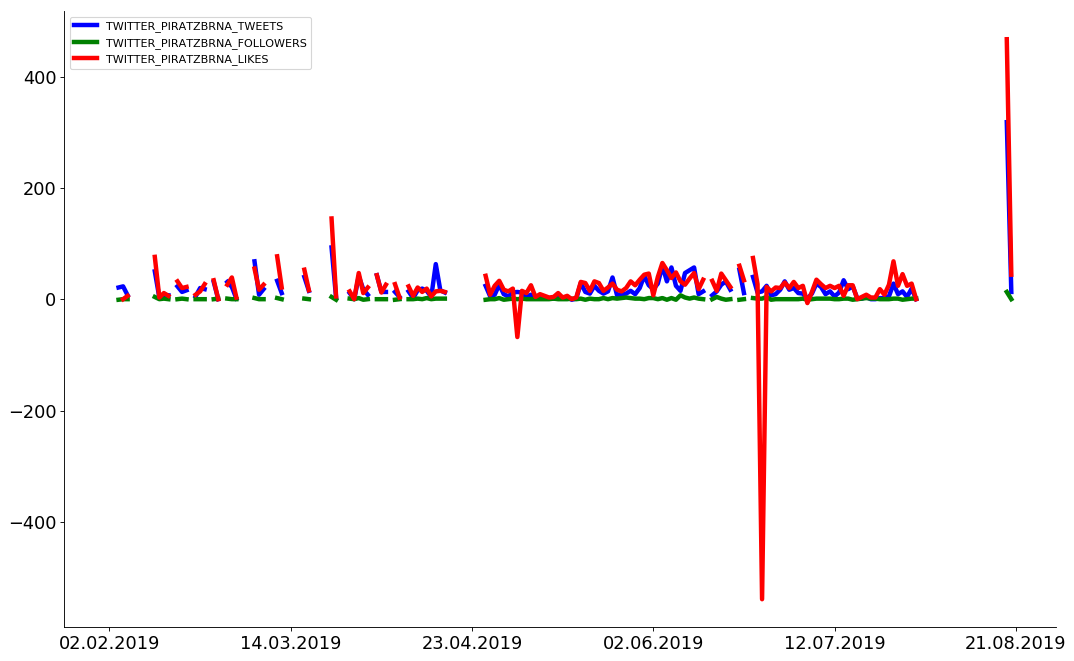 TWITTER_PIRATZBRNA_TWEETS
TWITTER_PIRATZBRNA_FOLLOWERS
TWITTER_PIRATZBRNA_LIKES
400
200
0
−200
−400
02.02.2019 14.03.2019 23.04.2019 02.06.2019 12.07.2019 21.08.2019